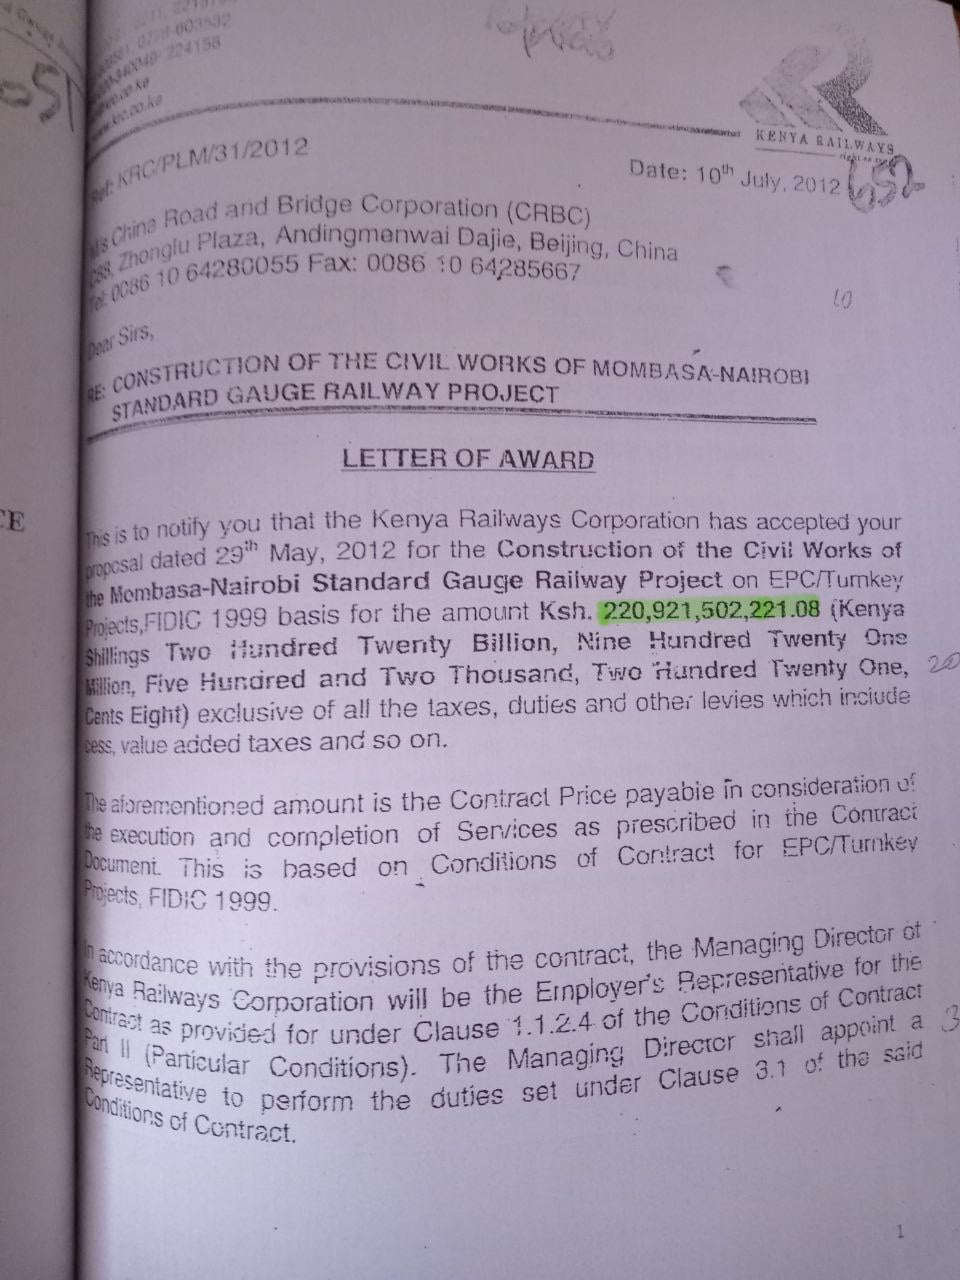 224156
KENYA RAILWAYS
Ref: KRC/PLM/31/2012
Date: 10th July, 2012
652
M/s China Road and Bridge Corporation (CRBC)
C88, Zhonglu Plaza, Andingmenwai Dajie, Beijing, China
Tel: 0086 10 64280055 Fax: 0086 10 64285667
10
Dear Sirs,
RE: CONSTRUCTION OF THE CIVIL WORKS OF MOMBASA-NAIROBI
STANDARD GAUGE RAILWAY PROJECT
LETTER OF AWARD
This is to notify you that the Kenya Railways Corporation has accepted your
proposal dated 29th May, 2012 for the Construction of the Civil Works of
the Mombasa-Nairobi Standard Gauge Railway Project on EPC/Turnkey
Projects,FIDIC 1999 basis for the amount Ksh. 220,921,502,221.08 (Kenya
Shillings Two Hundred Twenty Billion, Nine Hundred Twenty One
Million, Five Hundred and Two Thousand, Two Hundred Twenty One,
20
Cents Eight) exclusive of all the taxes, duties and other levies which include
cess, value added taxes and so on.
The aforementioned amount is the Contract Price payable in consideration of
the execution and completion of Services as prescribed in the Contract
Document. This is based on Conditions of Contract for EPC/Turnkey
Projects, FIDIC 1999.
In accordance with the provisions of the contract, the Managing Director of
Kenya Railways Corporation will be the Employer's Representative for the
Contract as provided for under Clause 1.1.2.4 of the Conditions of Contract
Part II (Particular Conditions). The Managing Director shall appoint a
Representative to perform the duties set under Clause 3.1 of the said
Conditions of Contract.
1